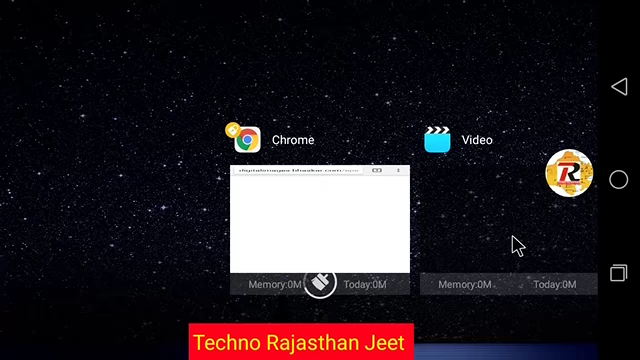 Chrome
Video
Memory:0M Today:0M
Memory:0M Today:0M
Techno Rajasthan Jeet